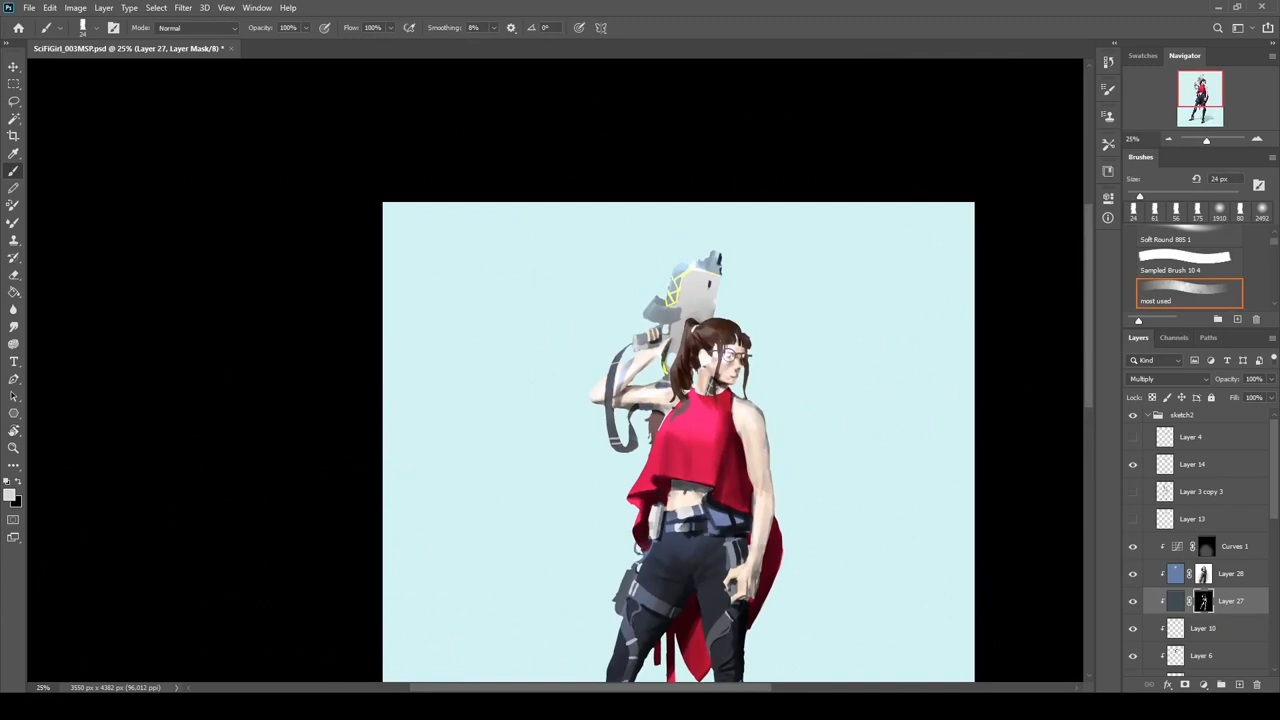 Ps File Edit Image Layer Type Select Filter 3D View Window Help
24 Mode: Normal Opacity: 100% Flow: 100% Smoothing: 8% 0°
SciFiGirl_003MSP.psd @ 25% (Layer 27, Layer Mask/8) *
Swatches Navigator
25%
Brushes
Size: 24 px
24 61 56 175 1910 80 2492
Soft Round 885 1
Sampled Brush 10 4
most used
Layers Channels Paths
Kind
Multiply Opacity: 100%
Lock: Fill: 100%
sketch2
Layer 4
Layer 14
Layer 3 copy 3
Layer 13
Curves 1
Layer 28
Layer 27
Layer 10
Layer 6
25% 3550 px x 4382 px (96,012 ppi)